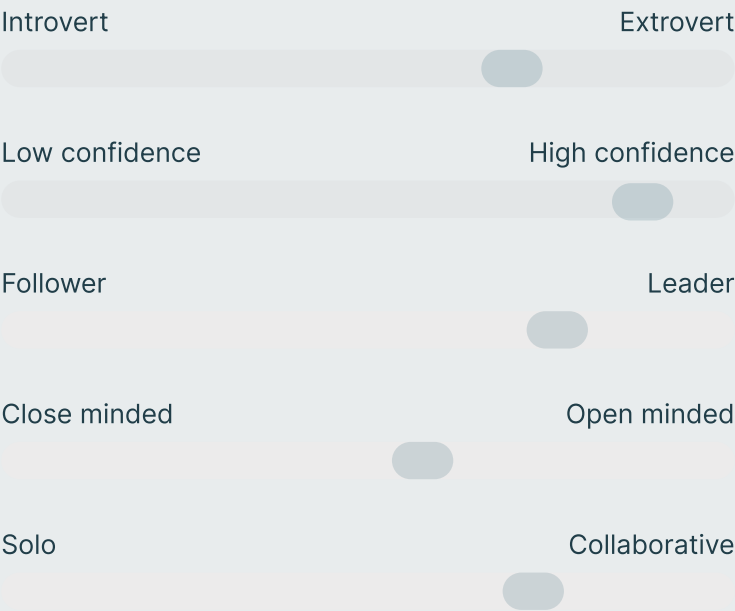 Introvert Extrovert
Low confidence High confidence
Follower Leader
Close minded Open minded
Solo Collaborative